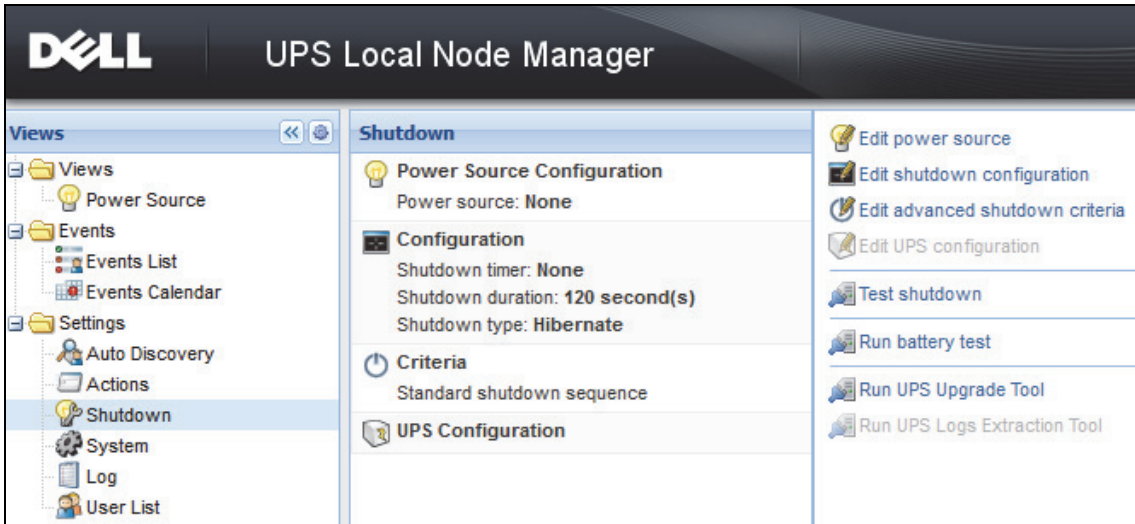 DELL
UPS Local Node Manager
Views
Views
Power Source
Events
Events List
Events Calendar
Settings
Auto Discovery
Actions
Shutdown
System
Log
User List
Shutdown
Power Source Configuration
Power source: None
Configuration
Shutdown timer: None
Shutdown duration: 120 second(s)
Shutdown type: Hibernate
Criteria
Standard shutdown sequence
UPS Configuration
Edit power source
Edit shutdown configuration
Edit advanced shutdown criteria
Edit UPS configuration
Test shutdown
Run battery test
Run UPS Upgrade Tool
Run UPS Logs Extraction Tool